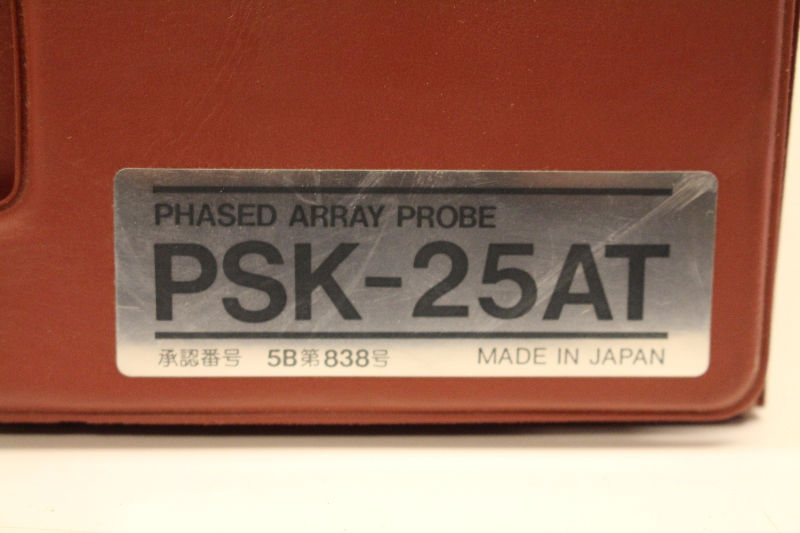 PHASED ARRAY PROBE
PSK-25AT
承認番号 5B第838号 MADE IN JAPAN